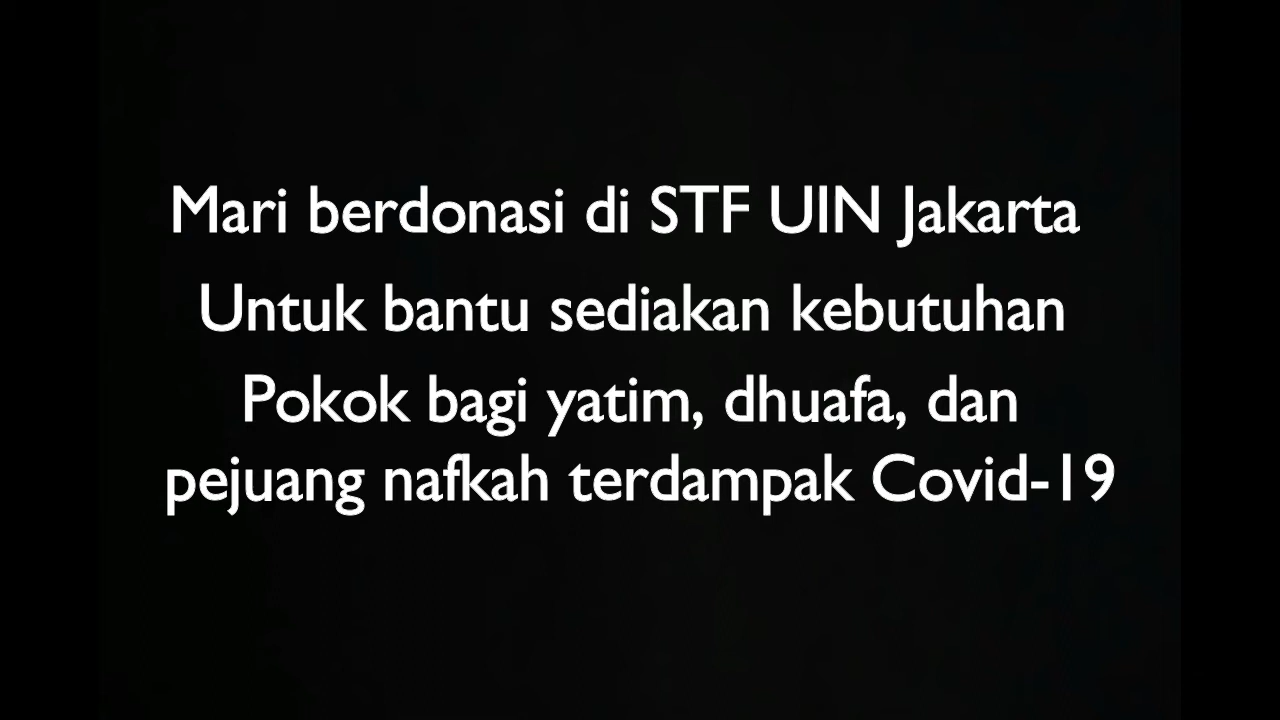 Mari berdonasi di STF UIN Jakarta
Untuk bantu sediakan kebutuhan
Pokok bagi yatim, dhuafa, dan
pejuang nafkah terdampak Covid-19